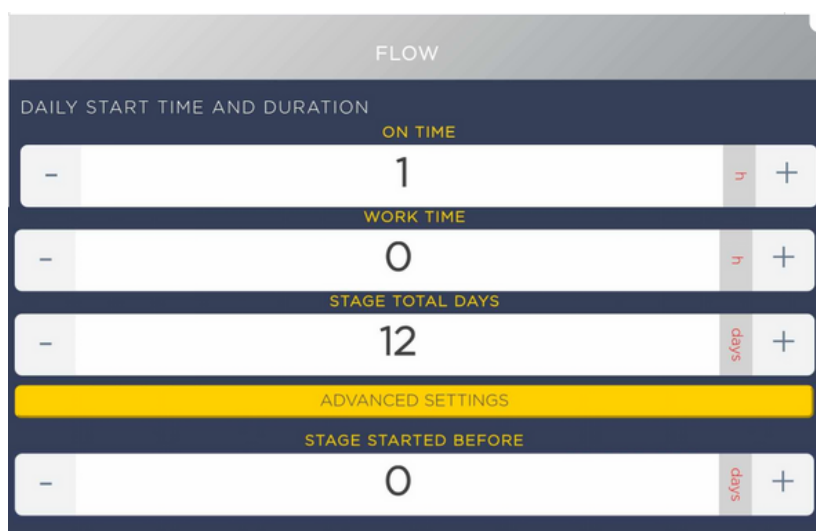 FLOW
DAILY START TIME AND DURATION
ON TIME
- 1 h +
WORK TIME
- 0 h +
STAGE TOTAL DAYS
- 12 days +
ADVANCED SETTINGS
STAGE STARTED BEFORE
- 0 days +